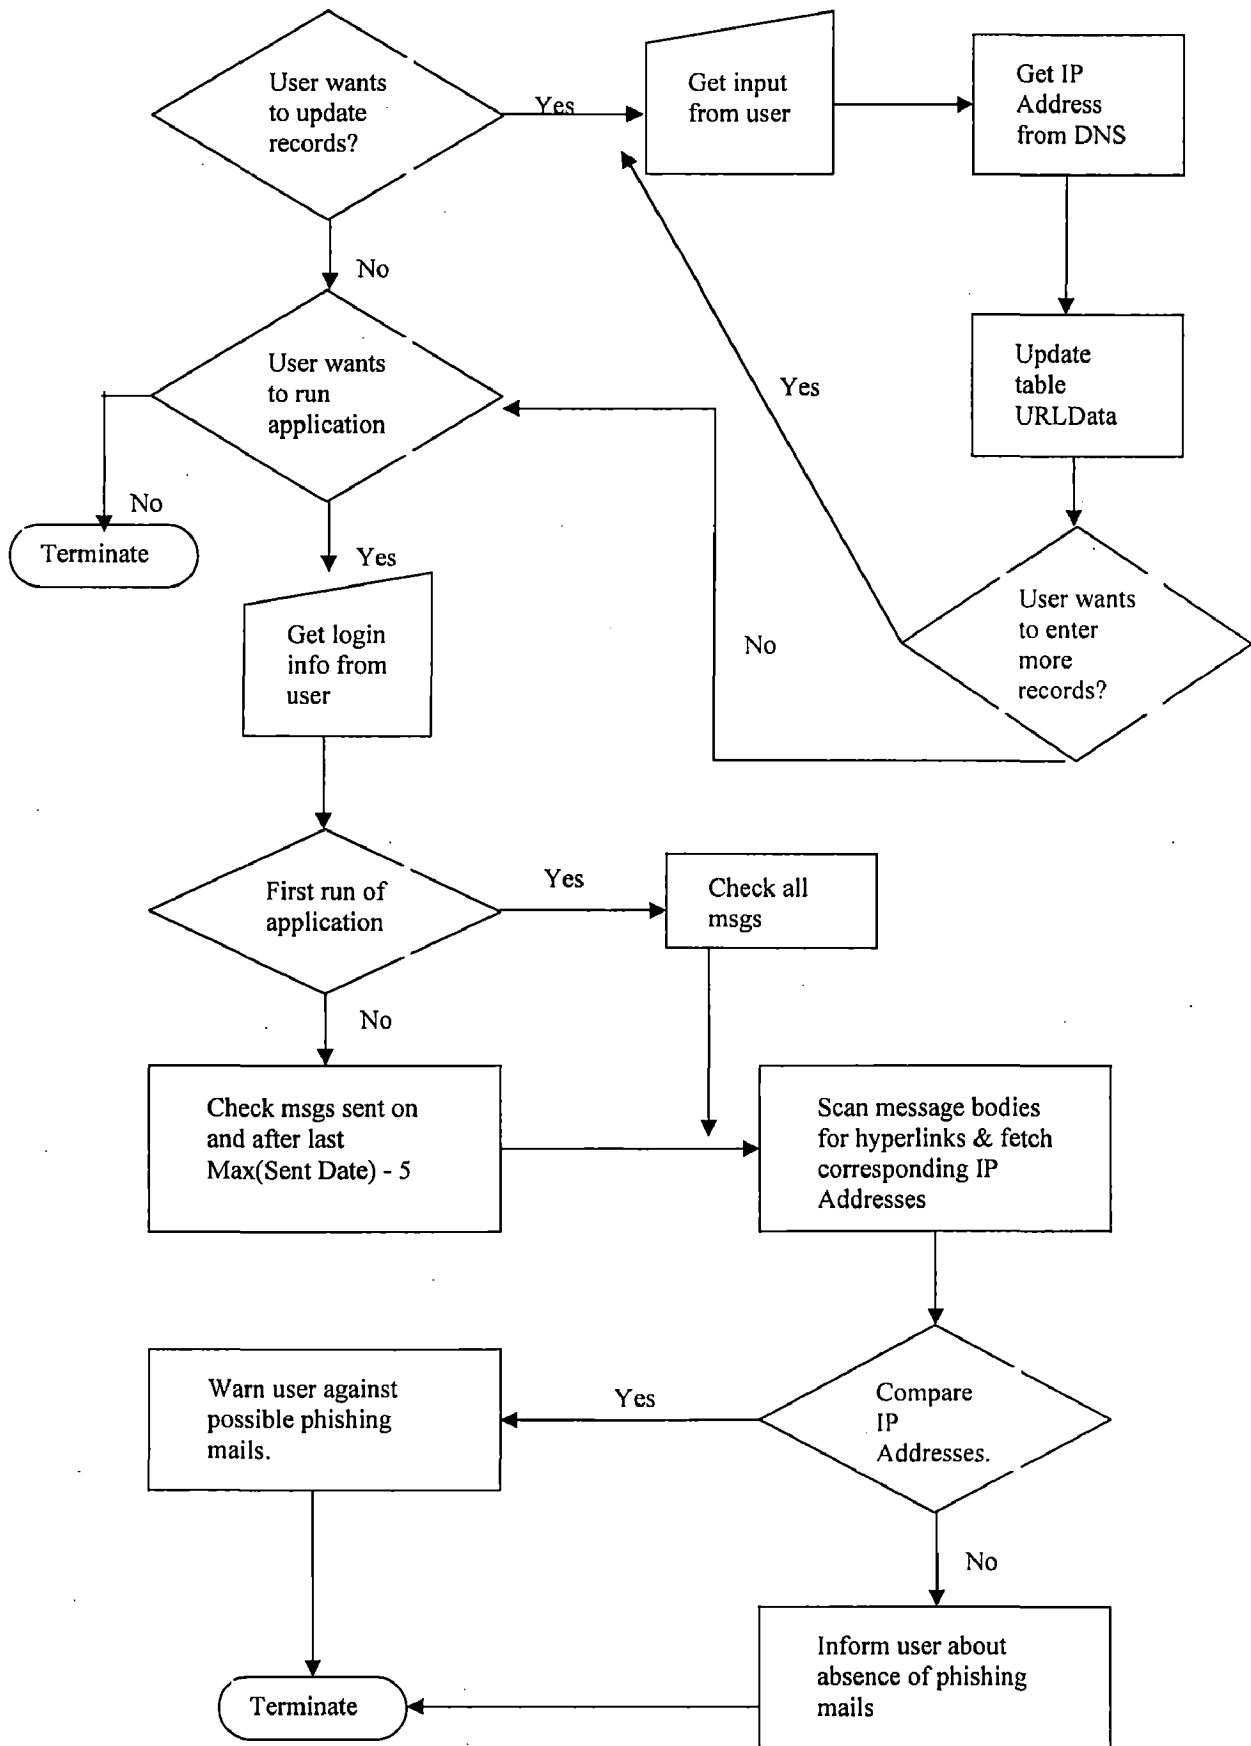 User wants
to update
records?
Yes
Get input
from user
Get IP
Address
from DNS
No
User wants
to run
application
Yes
Update
table
URLData
No
Terminate
Yes
User wants
to enter
more
records?
No
Get login
info from
user
First run of
application
Yes
Check all
msgs
No
Check msgs sent on
and after last
Max(Sent Date) - 5
Scan message bodies
for hyperlinks & fetch
corresponding IP
Addresses
Warn user against
possible phishing
mails.
Yes
Compare
IP
Addresses.
No
Inform user about
absence of phishing
mails
Terminate